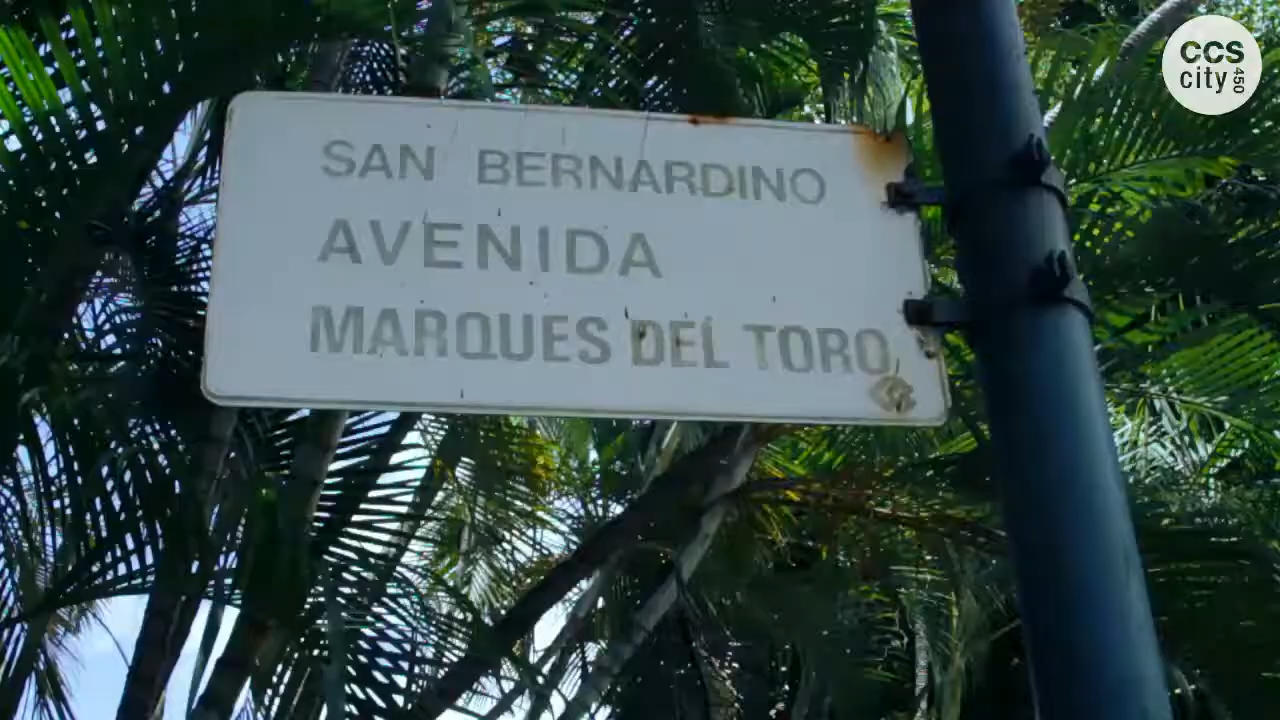 SAN BERNARDINO
AVENIDA
MARQUES DEL TORO
CCS
city
450